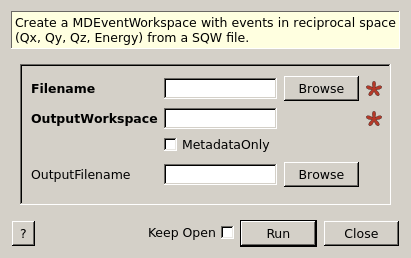 Create a MDEventWorkspace with events in reciprocal space
(Qx, Qy, Qz, Energy) from a SQW file.
Filename Browse *
OutputWorkspace *
MetadataOnly
OutputFilename Browse
? Keep Open Run Close